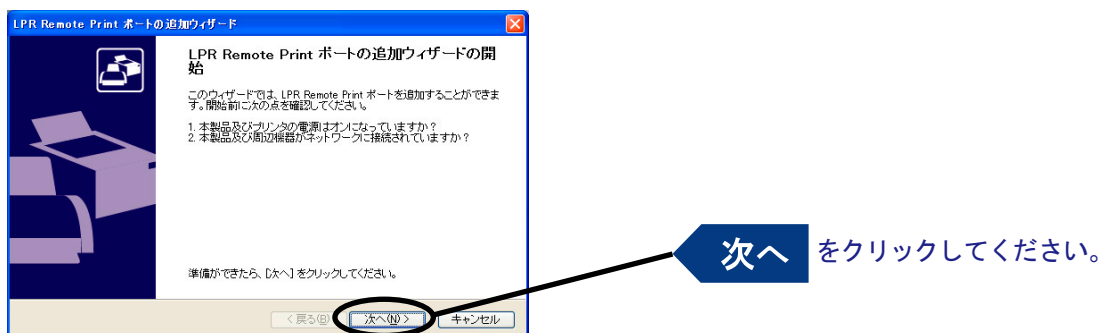 LPR Remote Print ポートの追加ウィザード
LPR Remote Print ポートの追加ウィザードの開
始
このウィザードでは、LPR Remote Print ポートを追加することができま
す。開始前に次の点を確認してください。
1. 本製品及びプリンタの電源はオンになっていますか？
2. 本製品及び周辺機器がネットワークに接続されていますか？
準備ができたら、[次へ] をクリックしてください。
< 戻る(B) 次へ(N) > キャンセル
次へ をクリックしてください。